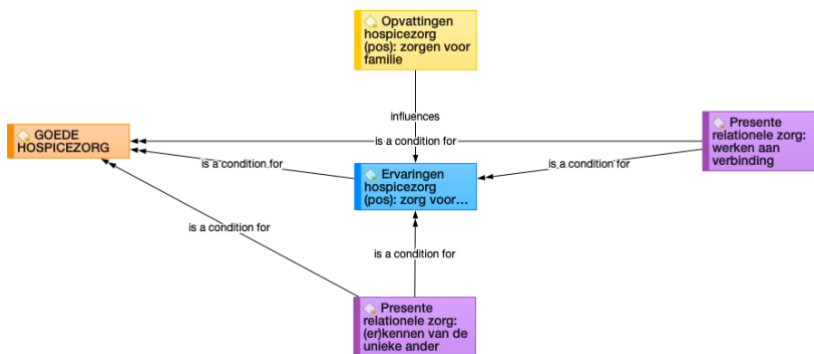 Opvattingen
hospicezorg
(pos): zorgen voor
familie
influences
GOEDE
HOSPICEZORG
is a condition for
Presente
relationele zorg:
werken aan
verbinding
is a condition for
is a condition for
Ervaringen
hospicezorg
(pos): zorg voor...
is a condition for
is a condition for
Presente
relationele zorg:
(er)kennen van de
unieke ander